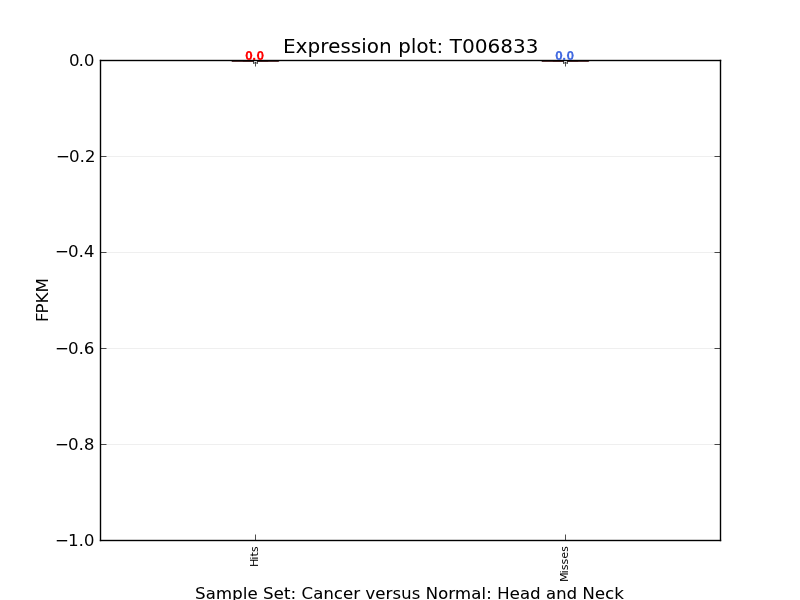 Expression plot: T006833
0.0 0.0
0.0
−0.2
−0.4
−0.6
−0.8
−1.0
FPKM
Hits Misses
Sample Set: Cancer versus Normal: Head and Neck